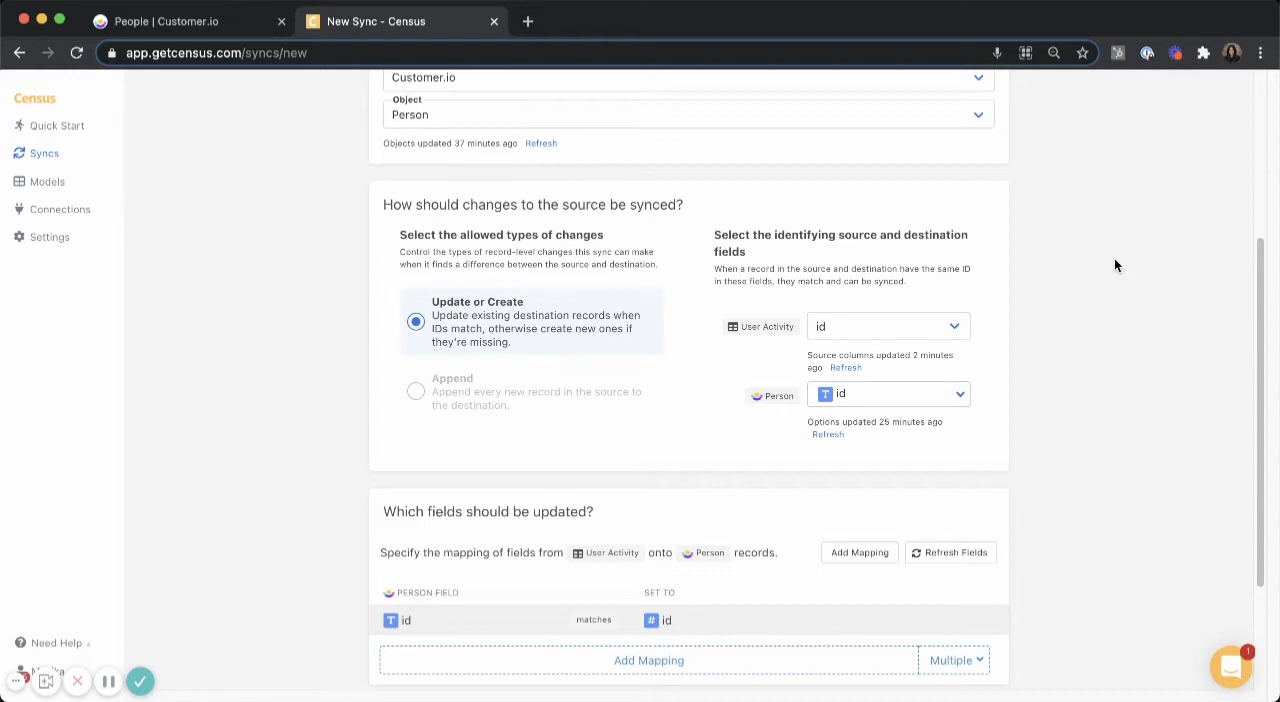 People | Customer.io
New Sync - Census
app.getcensus.com/syncs/new
Census
Quick Start
Syncs
Models
Connections
Settings
Need Help
Customer.io
Object
Person
Objects updated 37 minutes ago Refresh
How should changes to the source be synced?
Select the allowed types of changes
Control the types of record-level changes this sync can make
when it finds a difference between the source and destination.
Update or Create
Update existing destination records when
IDs match, otherwise create new ones if
they're missing.
Append
Append every new record in the source to
the destination.
Select the identifying source and destination
fields
When a record in the source and destination have the same ID
in these fields, they match and can be synced.
User Activity
id
Source columns updated 2 minutes
ago Refresh
Person
T id
Options updated 25 minutes ago
Refresh
Which fields should be updated?
Specify the mapping of fields from User Activity onto Person records.
Add Mapping
Refresh Fields
PERSON FIELD
SET TO
T id matches # id
Add Mapping
Multiple
1